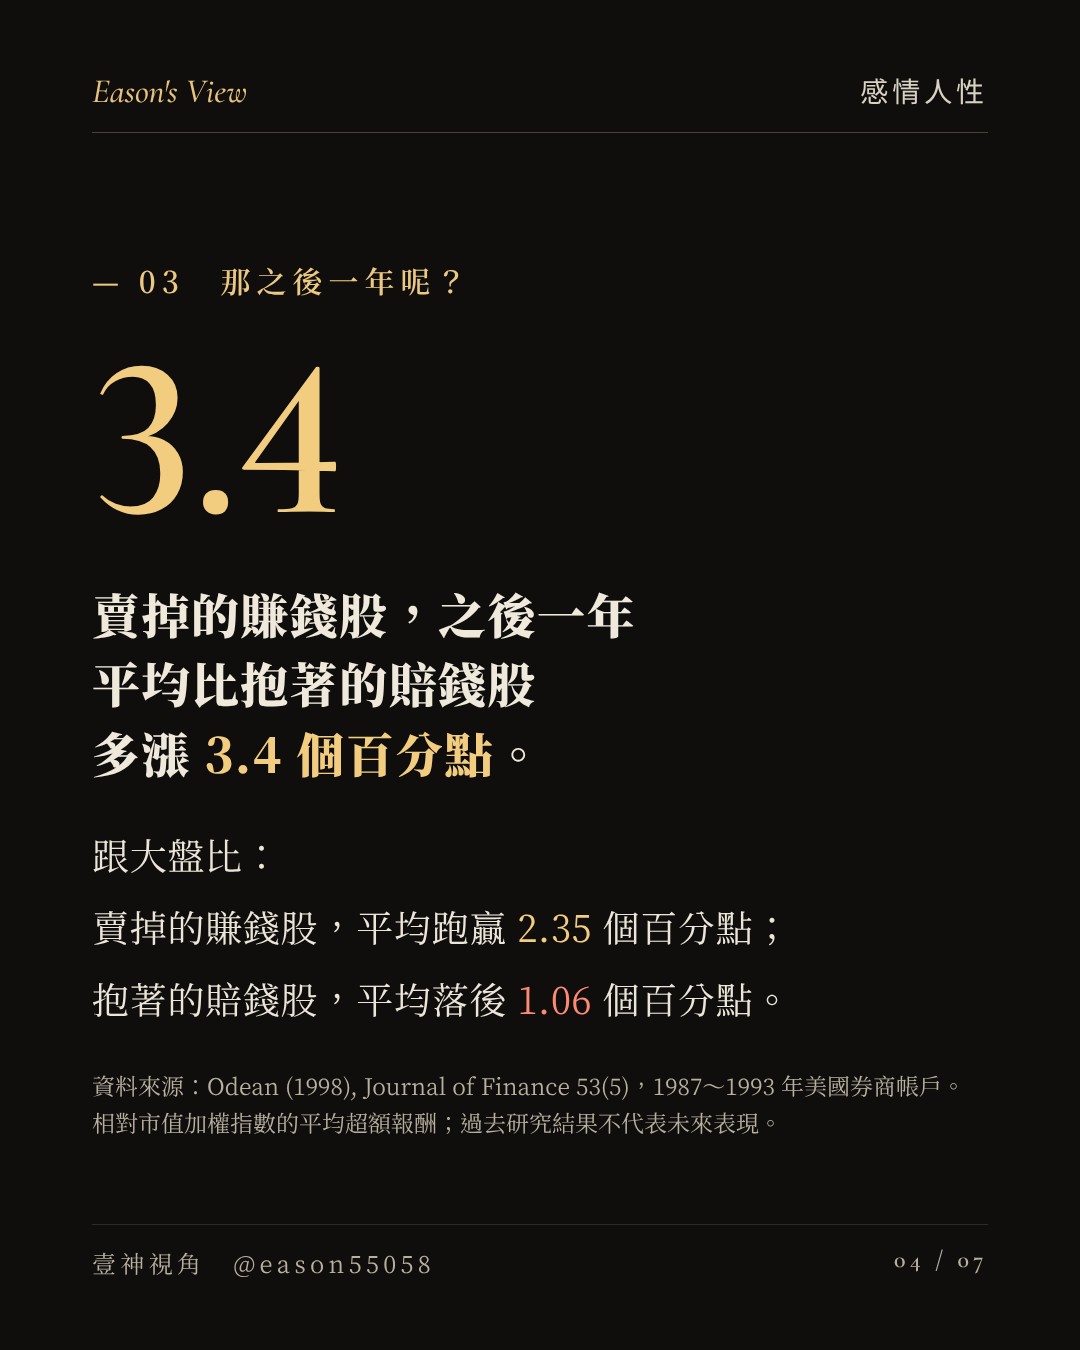 Eason's View
感情人性
— 03 那之後一年呢？
3.4
賣掉的賺錢股，之後一年
平均比抱著的賠錢股
多漲 3.4 個百分點。
跟大盤比：
賣掉的賺錢股，平均跑贏 2.35 個百分點；
抱著的賠錢股，平均落後 1.06 個百分點。
資料來源：Odean (1998), Journal of Finance 53(5)，1987～1993 年美國券商帳戶。
相對市值加權指數的平均超額報酬；過去研究結果不代表未來表現。
壹神視角 @eason55058
04 / 07